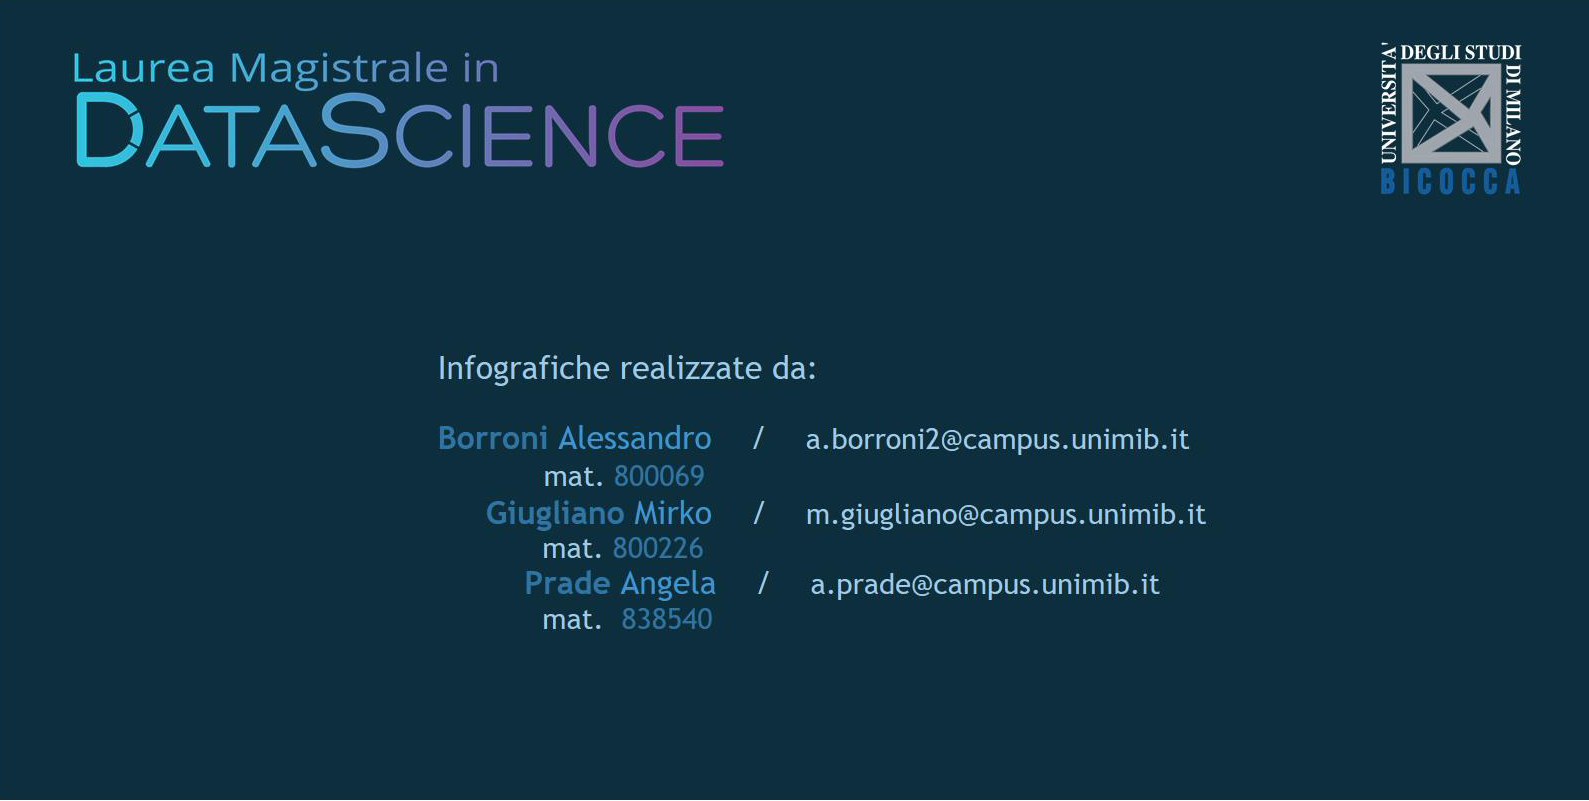 Laurea Magistrale in
DATASCIENCE
UNIVERSITA'
DEGLI STUDI
DI MILANO
BICOCCA
Infografiche realizzate da:
Borroni Alessandro / a.borroni2@campus.unimib.it
mat. 800069
Giugliano Mirko / m.giugliano@campus.unimib.it
mat. 800226
Prade Angela / a.prade@campus.unimib.it
mat. 838540